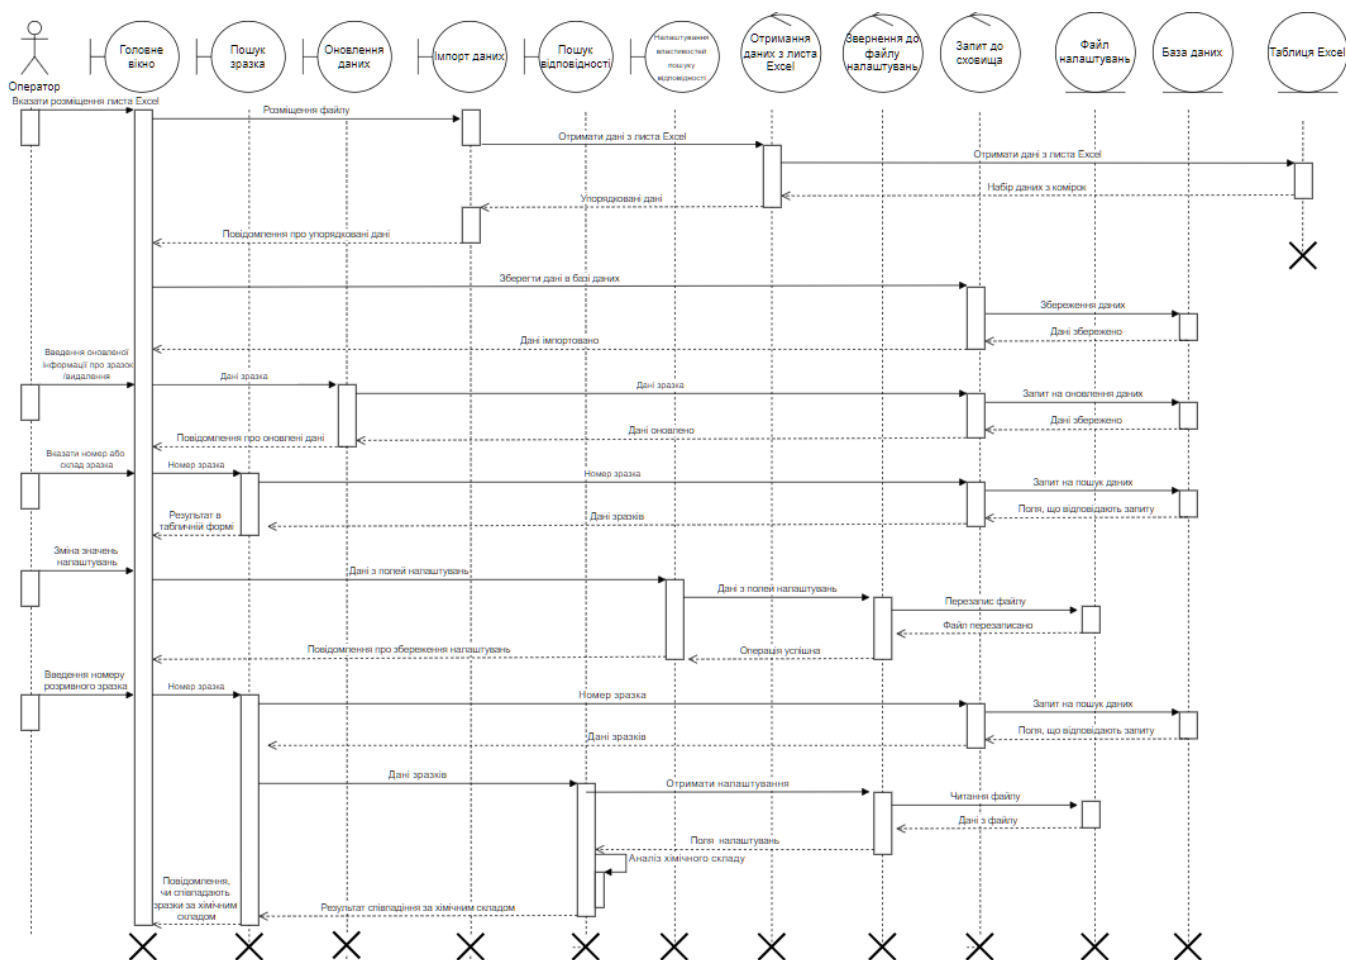 Оператор
Головне
вікно
Пошук
зразка
Оновлення
даних
Імпорт даних
Пошук
відповідності
Налаштування
властивостей
пошуку
відповідності
Отримання
даних з листа
Excel
Звернення до
файлу
налаштувань
Запит до
сховища
Файл
налаштувань
База даних
Таблиця Excel
Вказати розміщення листа Excel
Розміщення файлу
Отримати дані з листа Excel
Отримати дані з листа Excel
Набір даних з комірок
Упорядковані дані
Повідомлення про упорядковані дані
Зберегти дані в базі даних
Збереження даних
Дані збережено
Дані імпортовано
Введення оновленої
інформації про зразок
/видалення
Дані зразка
Дані зразка
Запит на оновлення даних
Дані збережено
Дані оновлено
Повідомлення про оновлені дані
Вказати номер або
склад зразка
Номер зразка
Номер зразка
Запит на пошук даних
Поля, що відповідають запиту
Дані зразків
Результат в
табличній формі
Зміна значень
налаштувань
Дані з полей налаштувань
Дані з полей налаштувань
Перезапис файлу
Файл перезаписано
Операція успішна
Повідомлення про збереження налаштувань
Введення номеру
розривного зразка
Номер зразка
Номер зразка
Запит на пошук даних
Поля, що відповідають запиту
Дані зразків
Дані зразків
Отримати налаштування
Читання файлу
Дані з файлу
Поля налаштувань
Аналіз хімічного складу
Результат співпадіння за хімічним складом
Повідомлення,
чи співпадають
зразки за хімічним
складом